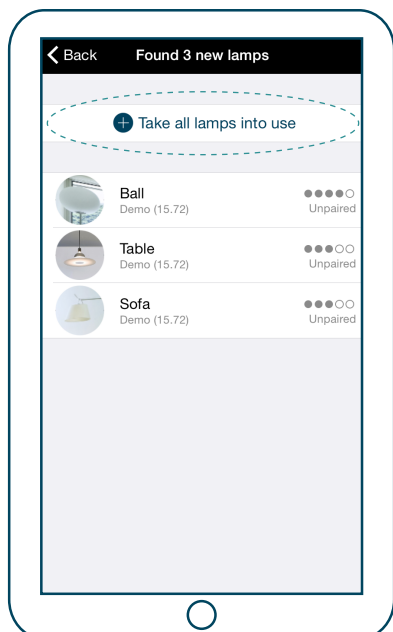 Back
Found 3 new lamps
Take all lamps into use
Ball
Demo (15.72)
Unpaired
Table
Demo (15.72)
Unpaired
Sofa
Demo (15.72)
Unpaired